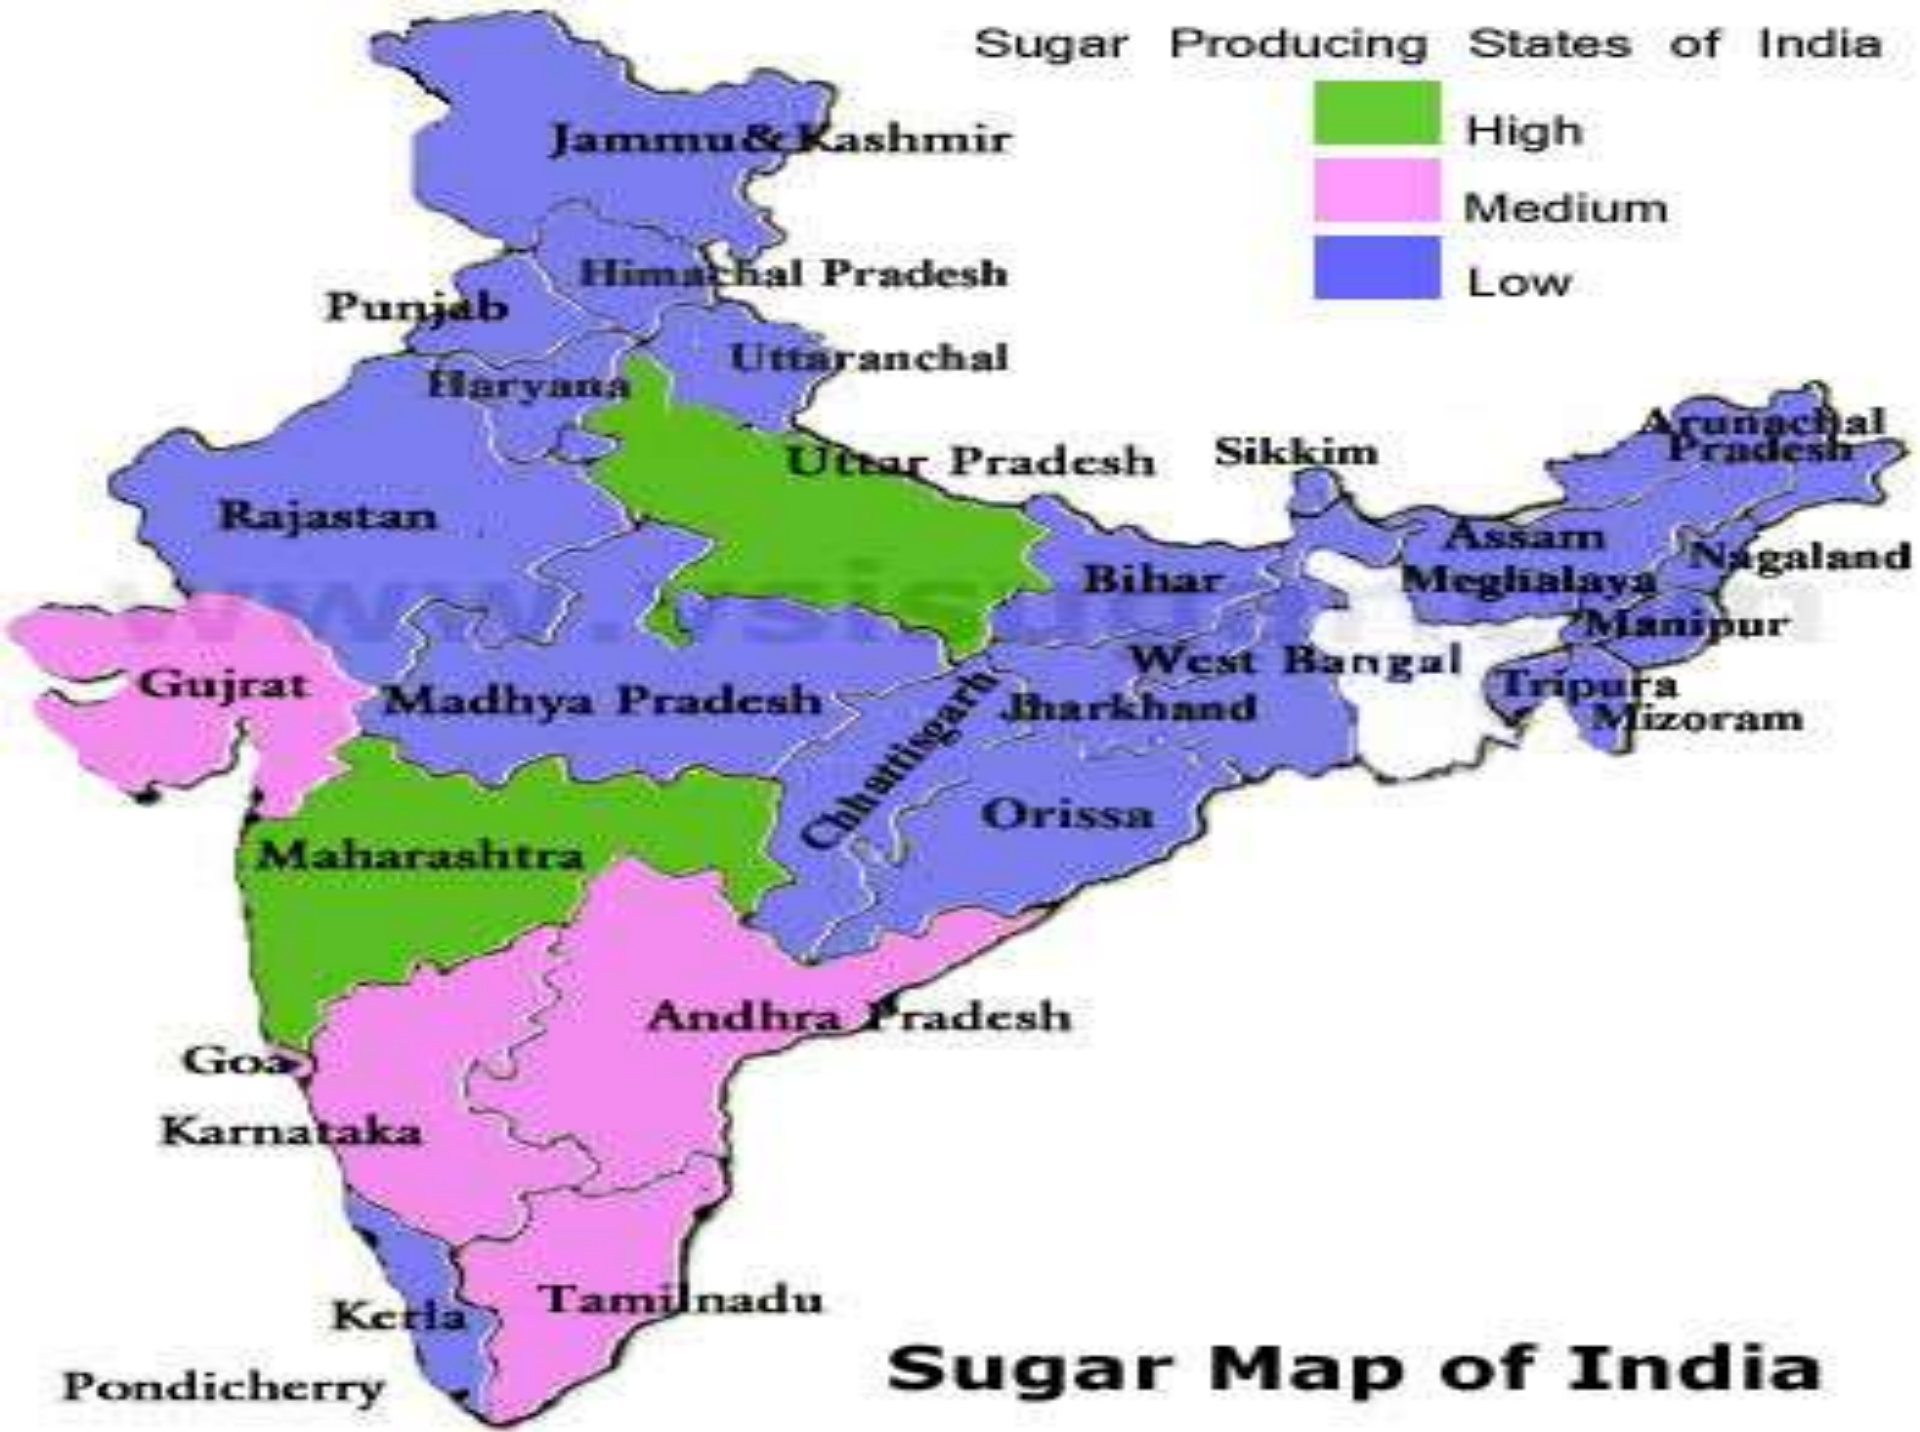 Sugar Producing States of India
High
Medium
Low
Jammu& Kashmir
Himachal Pradesh
Punjab
Uttaranchal
Haryana
Uttar Pradesh
Sikkim
Arunachal
Pradesh
Rajastan
Assam
Nagaland
Bihar
Meghalaya
Manipur
West Bangal
Gujrat
Madhya Pradesh
Chhattisgarh
Jharkhand
Tripura
Mizoram
Orissa
Maharashtra
Andhra Pradesh
Goa
Karnataka
Kerla
Tamilnadu
Pondicherry
Sugar Map of India